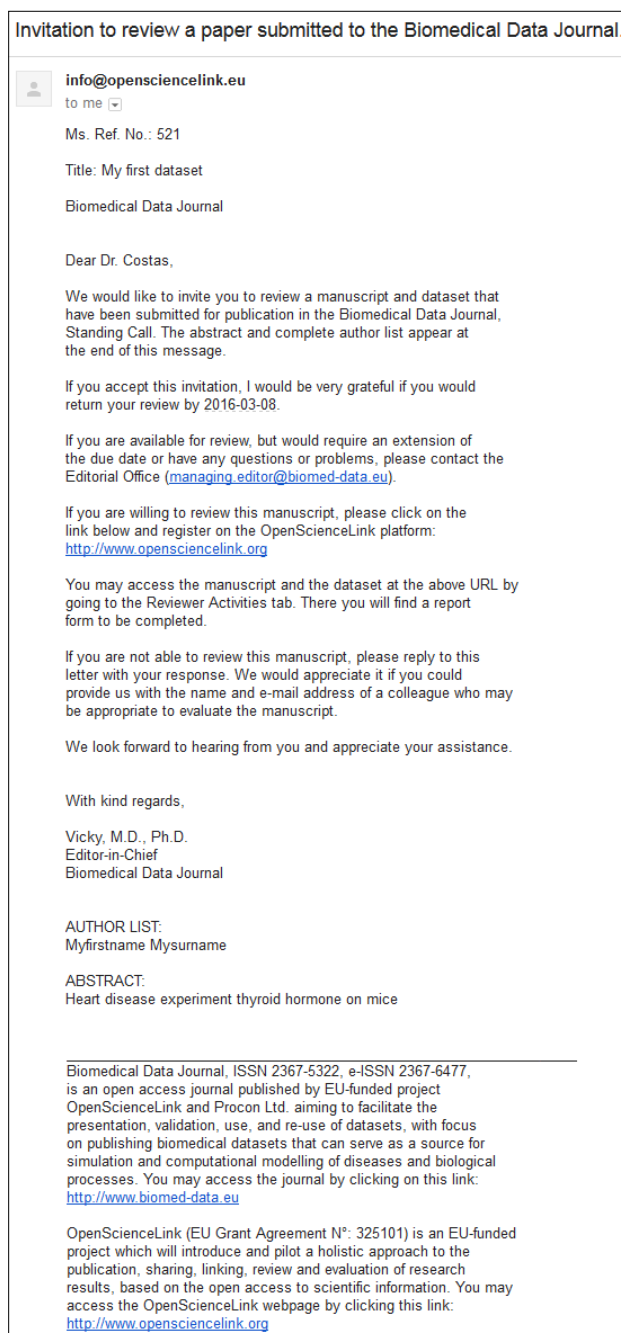 Invitation to review a paper submitted to the Biomedical Data Journal.
info@opensciencelink.eu
to me
Ms. Ref. No.: 521
Title: My first dataset
Biomedical Data Journal
Dear Dr. Costas,
We would like to invite you to review a manuscript and dataset that
have been submitted for publication in the Biomedical Data Journal,
Standing Call. The abstract and complete author list appear at
the end of this message.
If you accept this invitation, I would be very grateful if you would
return your review by 2016-03-08.
If you are available for review, but would require an extension of
the due date or have any questions or problems, please contact the
Editorial Office (managing.editor@biomed-data.eu).
If you are willing to review this manuscript, please click on the
link below and register on the OpenScienceLink platform:
http://www.opensciencelink.org
You may access the manuscript and the dataset at the above URL by
going to the Reviewer Activities tab. There you will find a report
form to be completed.
If you are not able to review this manuscript, please reply to this
letter with your response. We would appreciate it if you could
provide us with the name and e-mail address of a colleague who may
be appropriate to evaluate the manuscript.
We look forward to hearing from you and appreciate your assistance.
With kind regards,
Vicky, M.D., Ph.D.
Editor-in-Chief
Biomedical Data Journal
AUTHOR LIST:
Myfirstname Mysurname
ABSTRACT:
Heart disease experiment thyroid hormone on mice
Biomedical Data Journal, ISSN 2367-5322, e-ISSN 2367-6477,
is an open access journal published by EU-funded project
OpenScienceLink and Procon Ltd. aiming to facilitate the
presentation, validation, use, and re-use of datasets, with focus
on publishing biomedical datasets that can serve as a source for
simulation and computational modelling of diseases and biological
processes. You may access the journal by clicking on this link:
http://www.biomed-data.eu
OpenScienceLink (EU Grant Agreement N°: 325101) is an EU-funded
project which will introduce and pilot a holistic approach to the
publication, sharing, linking, review and evaluation of research
results, based on the open access to scientific information. You may
access the OpenScienceLink webpage by clicking this link:
http://www.opensciencelink.org